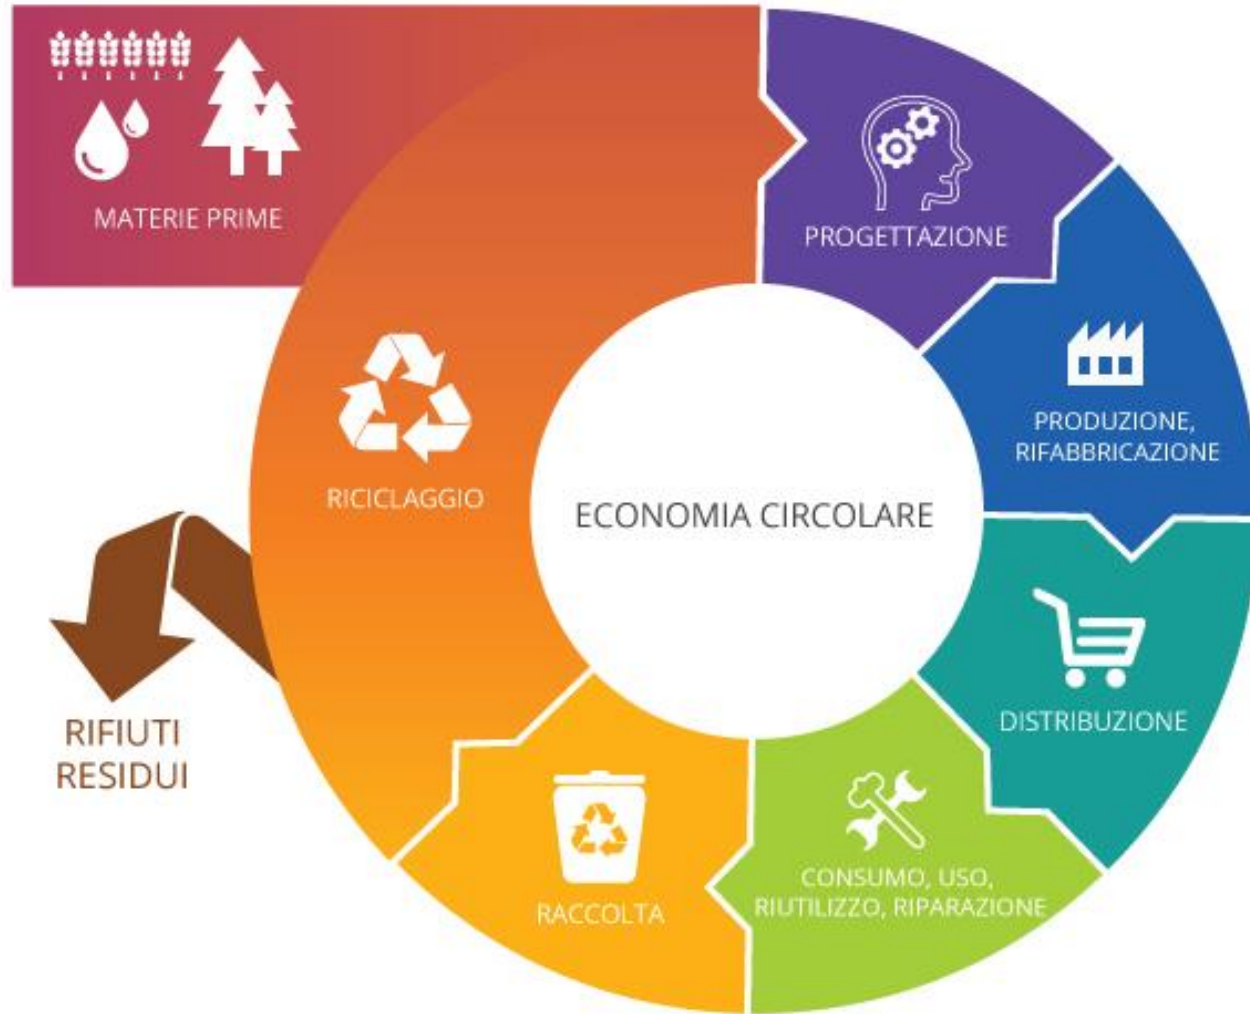 MATERIE PRIME
PROGETTAZIONE
PRODUZIONE,
RIFABBRICAZIONE
RICICLAGGIO
ECONOMIA CIRCOLARE
DISTRIBUZIONE
RIFIUTI
RESIDUI
CONSUMO, USO,
RIUTILIZZO, RIPARAZIONE
RACCOLTA